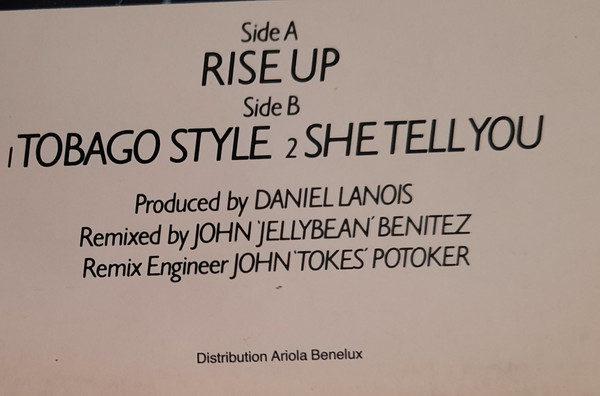 Side A
RISE UP
Side B
1 TOBAGO STYLE 2 SHE TELL YOU
Produced by DANIEL LANOIS
Remixed by JOHN 'JELLYBEAN' BENITEZ
Remix Engineer JOHN 'TOKES' POTOKER
Distribution Ariola Benelux